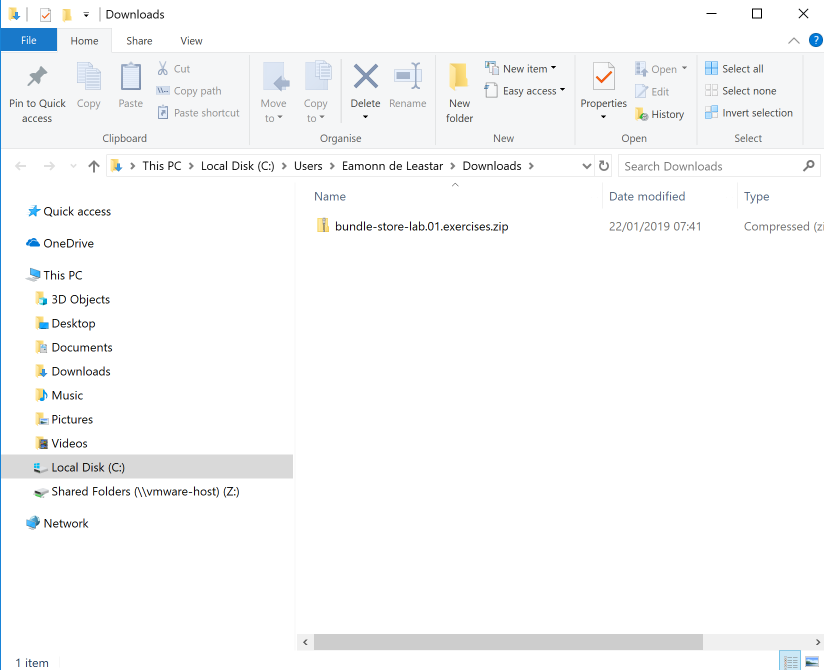 Downloads
File Home Share View
Pin to Quick access
Copy
Paste
Cut
Copy path
Paste shortcut
Clipboard
Move to
Copy to
Delete
Rename
Organise
New folder
New item
Easy access
New
Properties
Open
Edit
History
Open
Select all
Select none
Invert selection
Select
This PC > Local Disk (C:) > Users > Eamonn de Leastar > Downloads >
Search Downloads
Name Date modified Type
bundle-store-lab.01.exercises.zip 22/01/2019 07:41 Compressed (zi
Quick access
OneDrive
This PC
3D Objects
Desktop
Documents
Downloads
Music
Pictures
Videos
Local Disk (C:)
Shared Folders (\\vmware-host) (Z:)
Network
1 item